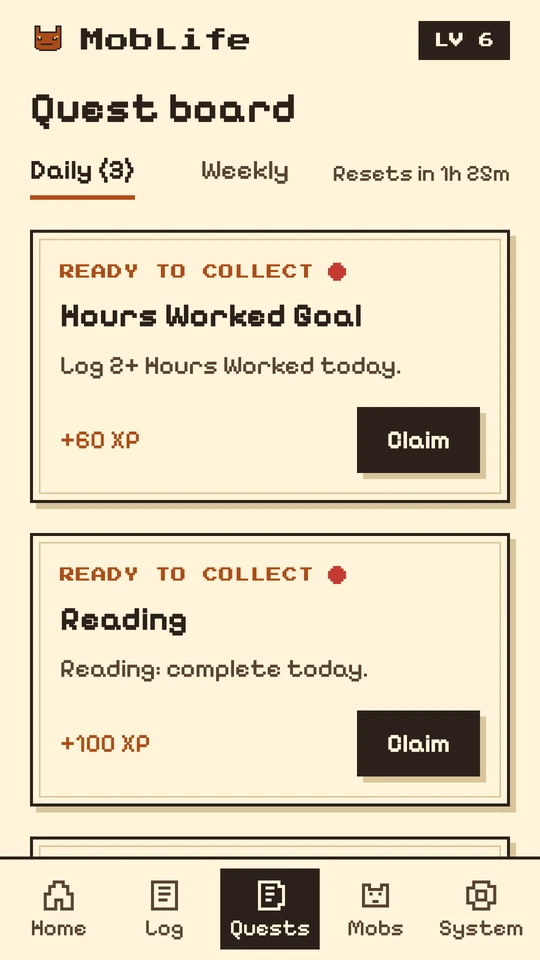 MobLife
LV 6
Quest board
Daily (3)
Weekly
Resets in 1h 28m
READY TO COLLECT
Hours Worked Goal
Log 2+ Hours Worked today.
+60 XP
Claim
READY TO COLLECT
Reading
Reading: complete today.
+100 XP
Claim
Home
Log
Quests
Mobs
System